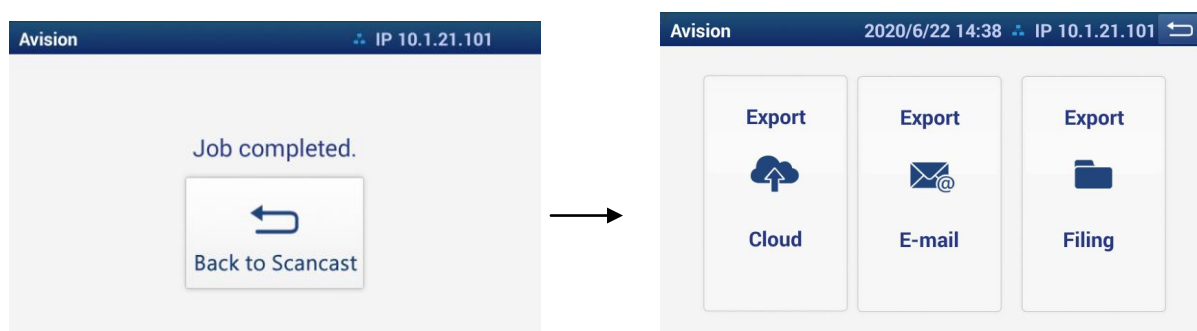 Avision IP 10.1.21.101
Job completed.
Back to Scancast
Avision 2020/6/22 14:38 IP 10.1.21.101
Export Export Export
@
Cloud E-mail Filing